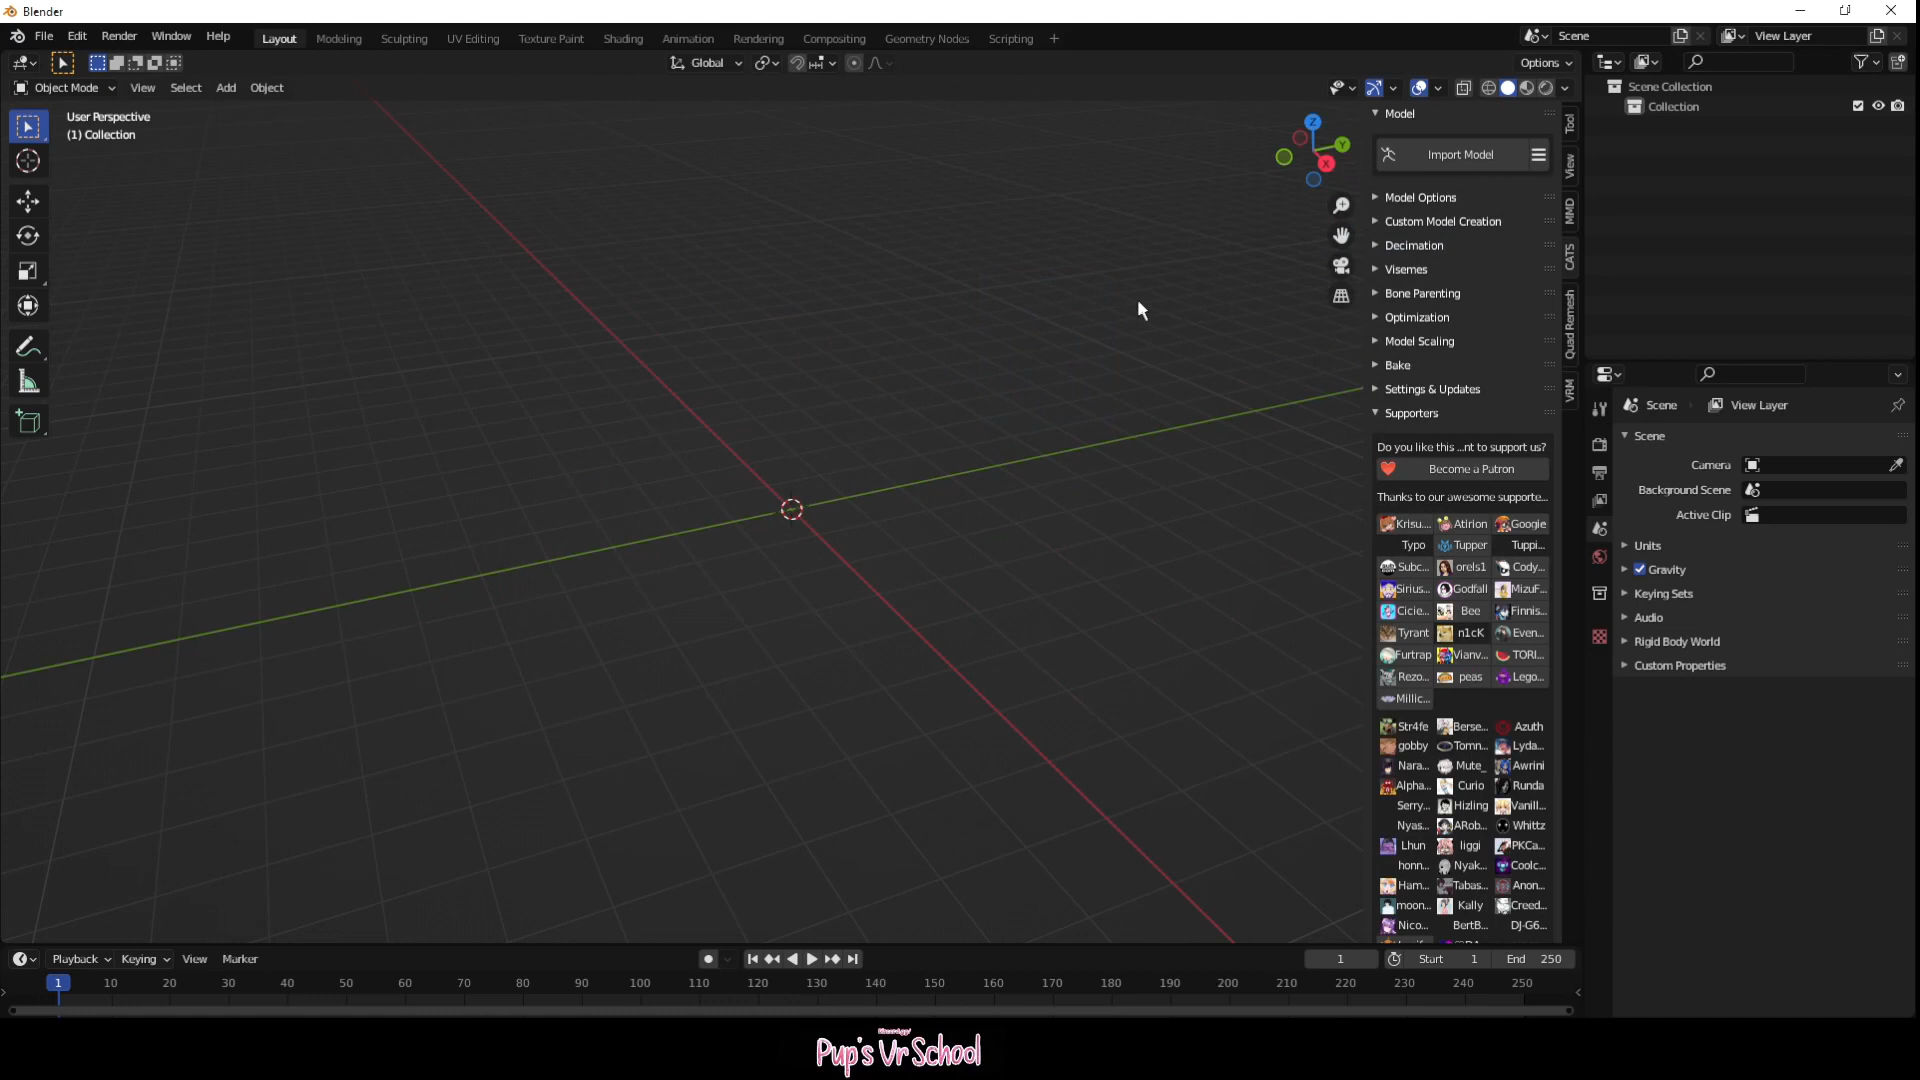 Blender
File Edit Render Window Help
Layout Modeling Sculpting UV Editing Texture Paint Shading Animation Rendering Compositing Geometry Nodes Scripting +
Scene
View Layer
Global
Options
Object Mode View Select Add Object
User Perspective
(1) Collection
Z
Y
X
Model
Import Model
Model Options
Custom Model Creation
Decimation
Visemes
Bone Parenting
Optimization
Model Scaling
Bake
Settings & Updates
Supporters
Do you like this ...nt to support us?
Become a Patron
Thanks to our awesome supporte...
Krisu... Atirion Googie
Typo Tupper Tuppi...
Subc... orels1 Cody...
Sirius... Godfall MizuF...
Cicie... Bee Finnis...
Tyrant n1cK Even...
Furtrap Vianv... TORI...
Rezo... peas Lego...
Millic...
Str4fe Berse... Azuth
gobby Tomn... Lyda...
Nara... Mute_ Awrini
Alpha... Curio Runda
Serry... Hizling Vanill...
Nyas... ARob... Whittz
Lhun liggi PKCa...
honn... Nyak... Coolc...
Ham... Tabas... Anon...
moon... Kally Creed...
Nico... BertB... DJ-G6...
Tool
View
MMD
CATS
Quad Remesh
VRM
Scene Collection
Collection
Scene View Layer
Scene
Camera
Background Scene
Active Clip
Units
Gravity
Keying Sets
Audio
Rigid Body World
Custom Properties
Playback Keying View Marker
1
Start 1 End 250
1 10 20 30 40 50 60 70 80 90 100 110 120 130 140 150 160 170 180 190 200 210 220 230 240 250
Discord.gg/
Pup's Vr School